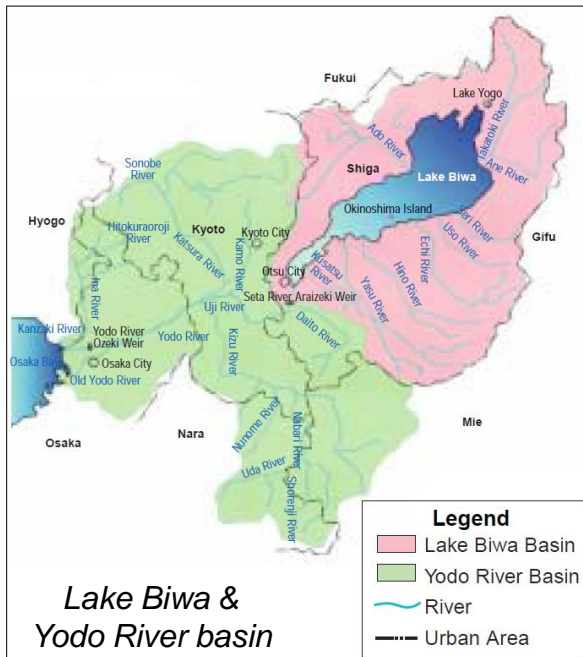 Fukui
Lake Yogo
Takatoki River
Ado River
Ane River
Shiga
Lake Biwa
Sonobe
River
Okinoshima Island
Hyogo
Hitokuraoroji
River
Kyoto
Kyoto City
Katsura River
Kamo River
Uso River
Echi River
Gifu
Otsu City
Kusatsu
River
Hino River
Yasu River
Ina River
Seta River Araizeki Weir
Uji River
Daito River
Kanzaki River
Yodo River
Ozeki Weir
Yodo River
Kizu River
Osaka Bay
Osaka City
Old Yodo River
Mie
Osaka
Nara
Nunome River
Nabari River
Uda River
Shorenji River
Legend
Lake Biwa Basin
Yodo River Basin
River
Urban Area
Lake Biwa &
Yodo River basin